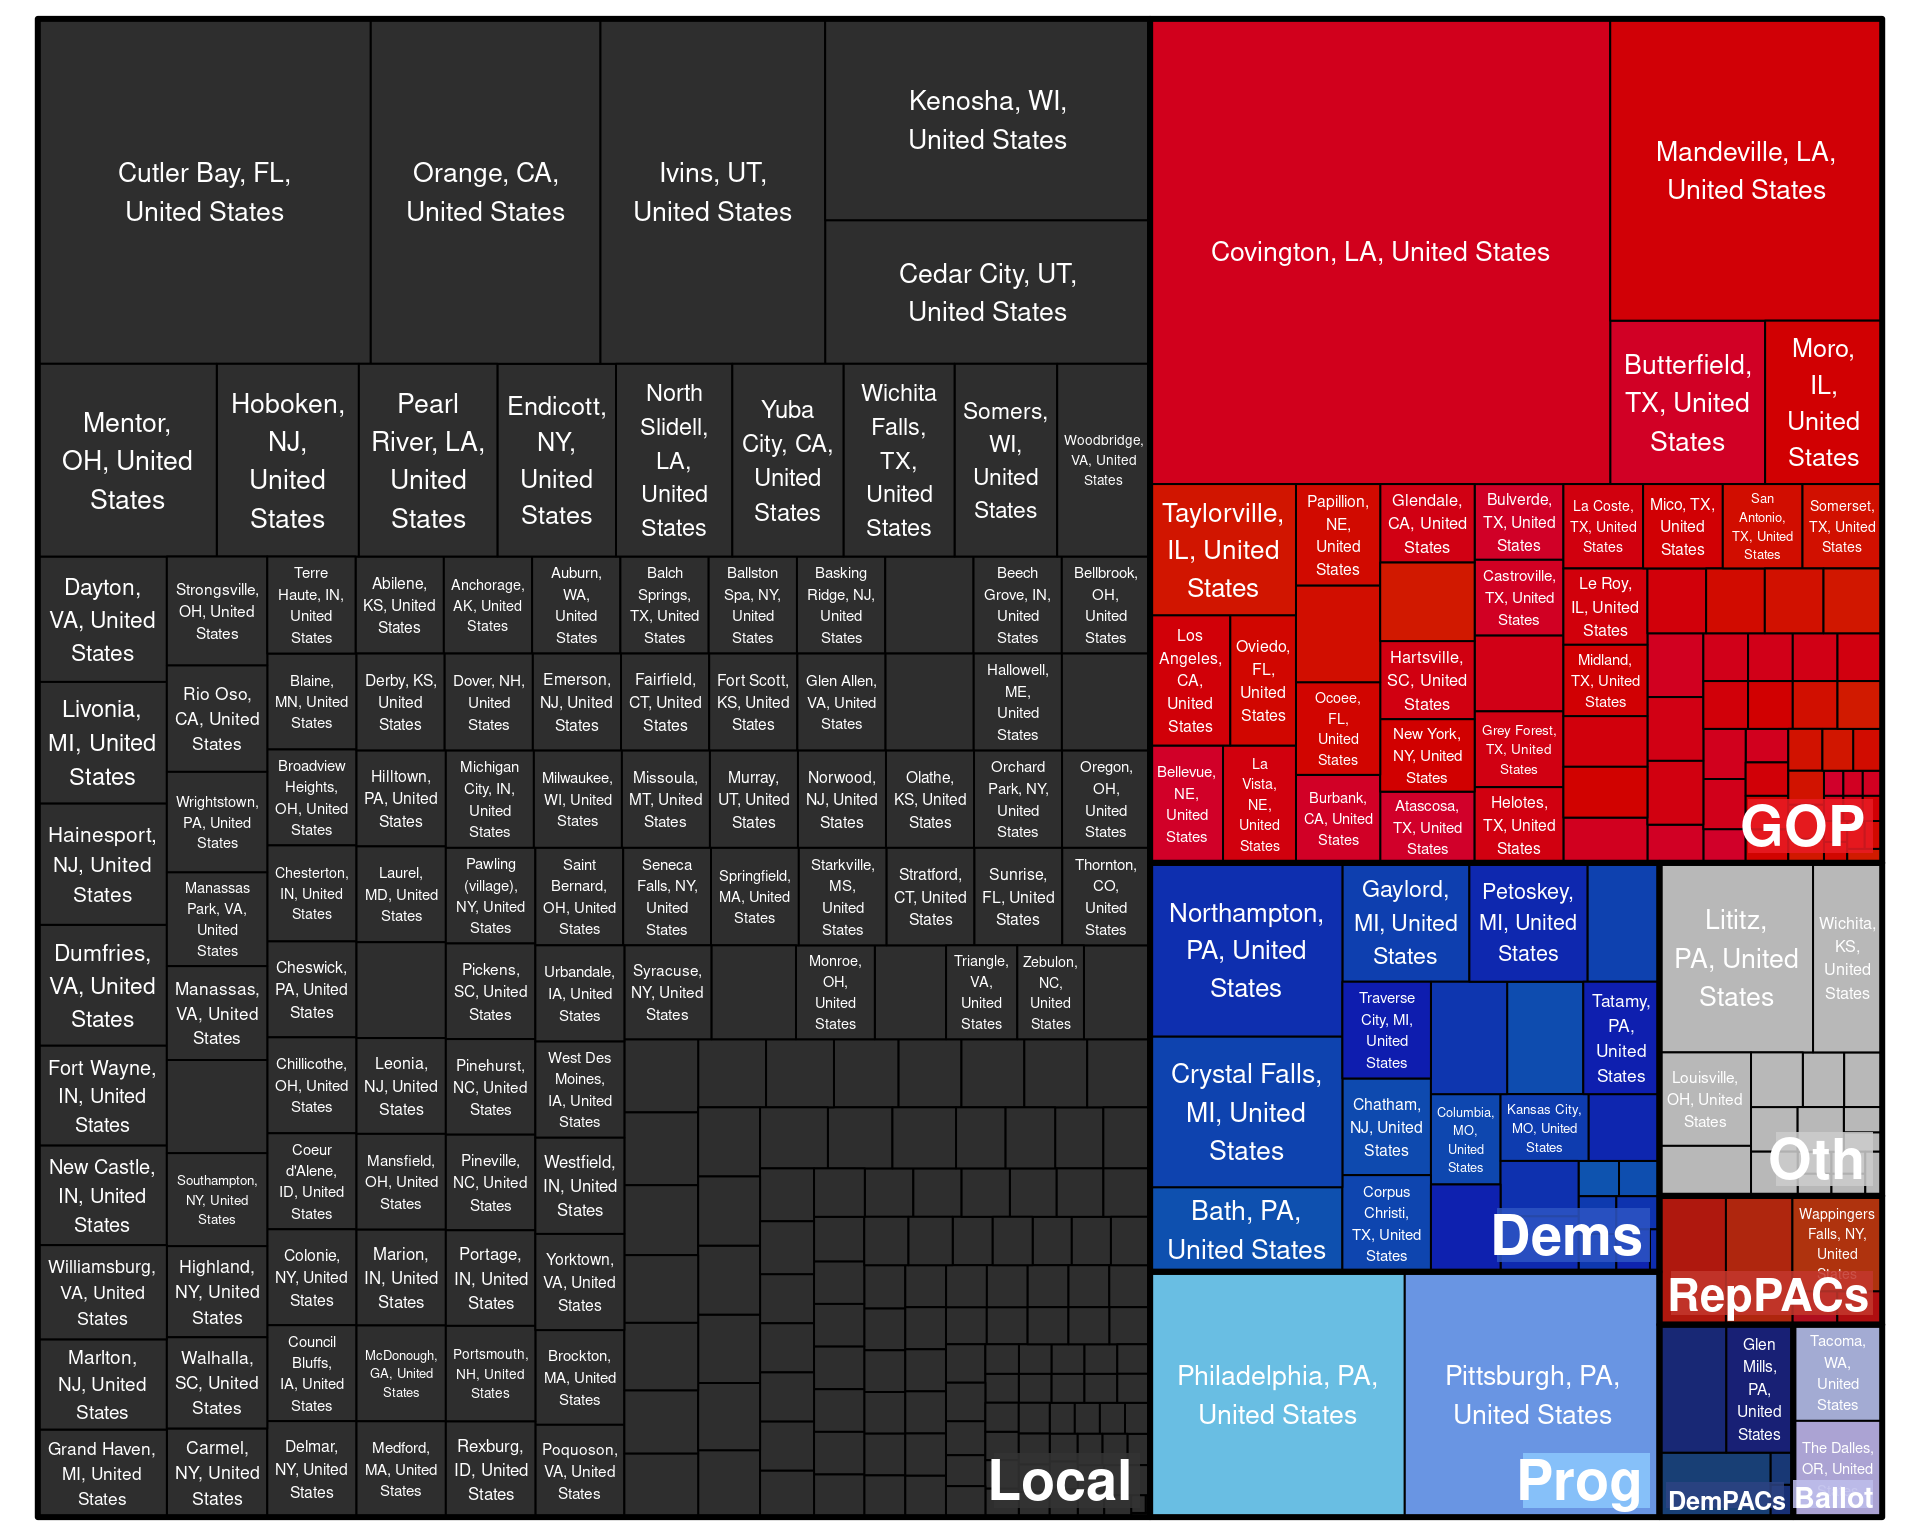 Cutler Bay, FL,
United States
Orange, CA,
United States
Ivins, UT,
United States
Kenosha, WI,
United States
Cedar City, UT,
United States
Mentor,
OH, United
States
Hoboken,
NJ,
United
States
Pearl
River, LA,
United
States
Endicott,
NY,
United
States
North
Slidell,
LA,
United
States
Yuba
City, CA,
United
States
Wichita
Falls,
TX,
United
States
Somers,
WI,
United
States
Woodbridge,
VA, United
States
Dayton,
VA, United
States
Livonia,
MI, United
States
Hainesport,
NJ, United
States
Dumfries,
VA, United
States
Fort Wayne,
IN, United
States
New Castle,
IN, United
States
Williamsburg,
VA, United
States
Marlton,
NJ, United
States
Grand Haven,
MI, United
States
Strongsville,
OH, United
States
Rio Oso,
CA, United
States
Wrightstown,
PA, United
States
Manassas
Park, VA,
United
States
Manassas,
VA, United
States
Southampton,
NY, United
States
Highland,
NY, United
States
Walhalla,
SC, United
States
Carmel,
NY, United
States
Terre
Haute, IN,
United
States
Blaine,
MN, United
States
Broadview
Heights,
OH, United
States
Chesterton,
IN, United
States
Cheswick,
PA, United
States
Chillicothe,
OH, United
States
Coeur
d'Alene,
ID, United
States
Colonie,
NY, United
States
Council
Bluffs,
IA, United
States
Delmar,
NY, United
States
Abilene,
KS, United
States
Derby, KS,
United
States
Hilltown,
PA, United
States
Laurel,
MD, United
States
Leonia,
NJ, United
States
Mansfield,
OH, United
States
Marion,
IN, United
States
McDonough,
GA, United
States
Medford,
MA, United
States
Anchorage,
AK, United
States
Dover, NH,
United
States
Michigan
City, IN,
United
States
Pawling
(village),
NY, United
States
Pickens,
SC, United
States
Pinehurst,
NC, United
States
Pineville,
NC, United
States
Portage,
IN, United
States
Portsmouth,
NH, United
States
Rexburg,
ID, United
States
Auburn,
WA,
United
States
Emerson,
NJ, United
States
Milwaukee,
WI, United
States
Saint
Bernard,
OH, United
States
Urbandale,
IA, United
States
West Des
Moines,
IA, United
States
Westfield,
IN, United
States
Yorktown,
VA, United
States
Brockton,
MA, United
States
Poquoson,
VA, United
States
Balch
Springs,
TX, United
States
Fairfield,
CT, United
States
Missoula,
MT, United
States
Seneca
Falls, NY,
United
States
Syracuse,
NY, United
States
Ballston
Spa, NY,
United
States
Fort Scott,
KS, United
States
Murray,
UT, United
States
Springfield,
MA, United
States
Basking
Ridge, NJ,
United
States
Glen Allen,
VA, United
States
Norwood,
NJ, United
States
Starkville,
MS,
United
States
Monroe,
OH,
United
States
Olathe,
KS, United
States
Stratford,
CT, United
States
Beech
Grove, IN,
United
States
Hallowell,
ME,
United
States
Orchard
Park, NY,
United
States
Sunrise,
FL, United
States
Triangle,
VA,
United
States
Zebulon,
NC,
United
States
Bellbrook,
OH,
United
States
Oregon,
OH,
United
States
Thornton,
CO,
United
States
Local
Covington, LA, United States
Mandeville, LA,
United States
Butterfield,
TX, United
States
Moro,
IL,
United
States
Taylorville,
IL, United
States
Los
Angeles,
CA,
United
States
Oviedo,
FL,
United
States
Bellevue,
NE,
United
States
La
Vista,
NE,
United
States
Papillion,
NE,
United
States
Ocoee,
FL,
United
States
Burbank,
CA, United
States
Glendale,
CA, United
States
Hartsville,
SC, United
States
New York,
NY, United
States
Atascosa,
TX, United
States
Bulverde,
TX, United
States
Castroville,
TX, United
States
Grey Forest,
TX, United
States
Helotes,
TX, United
States
La Coste,
TX, United
States
Mico, TX,
United
States
San
Antonio,
TX, United
States
Somerset,
TX, United
States
Le Roy,
IL, United
States
Midland,
TX, United
States
GOP
Northampton,
PA, United
States
Crystal Falls,
MI, United
States
Bath, PA,
United States
Gaylord,
MI, United
States
Petoskey,
MI, United
States
Traverse
City, MI,
United
States
Tatamy,
PA,
United
States
Chatham,
NJ, United
States
Columbia,
MO,
United
States
Kansas City,
MO, United
States
Corpus
Christi,
TX, United
States
Dems
Philadelphia, PA,
United States
Pittsburgh, PA,
United States
Prog
Lititz,
PA, United
States
Wichita,
KS,
United
States
Louisville,
OH, United
States
Oth
Wappingers
Falls, NY,
United
States
RepPACs
Glen
Mills,
PA,
United
States
DemPACs
Tacoma,
WA,
United
States
The Dalles,
OR, United
Ballot